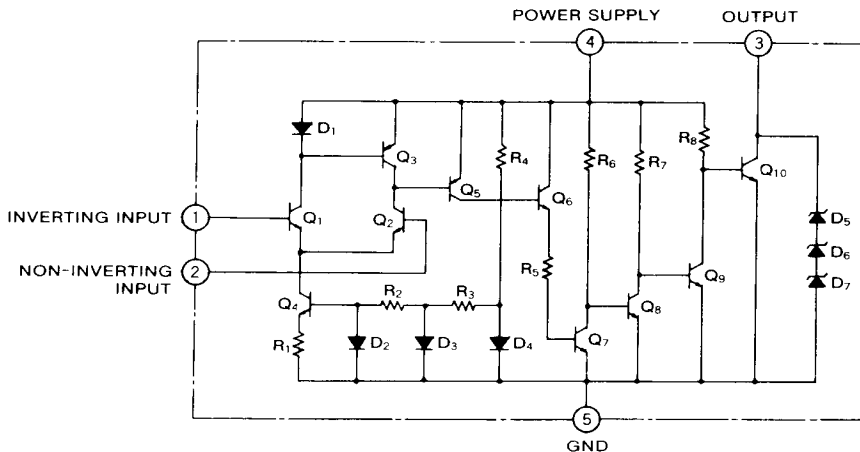 POWER SUPPLY
OUTPUT
4
3
D1
Q3
R4
R6
R7
R8
Q5
Q6
Q10
INVERTING INPUT
1
Q1
Q2
D5
NON-INVERTING
INPUT
2
R5
Q9
D6
D7
Q4
R2
R3
Q8
R1
D2
D3
D4
Q7
5
GND